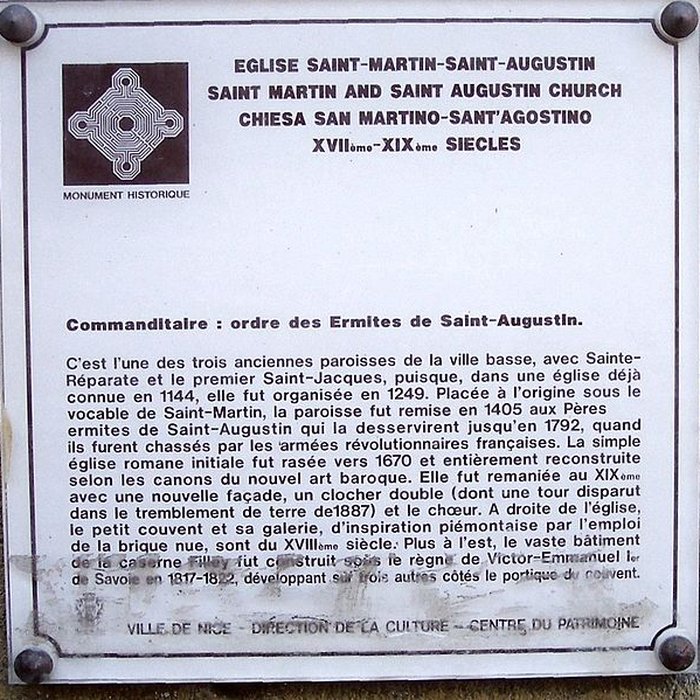 EGLISE SAINT-MARTIN-SAINT-AUGUSTIN
SAINT MARTIN AND SAINT AUGUSTIN CHURCH
CHIESA SAN MARTINO-SANT'AGOSTINO
XVIIème-XIXème SIECLES
MONUMENT HISTORIQUE
Commanditaire : ordre des Ermites de Saint-Augustin.
C'est l'une des trois anciennes paroisses de la ville basse, avec Sainte-
Réparate et le premier Saint-Jacques, puisque, dans une église déjà
connue en 1144, elle fut organisée en 1249. Placée à l'origine sous le
vocable de Saint-Martin, la paroisse fut remise en 1405 aux Pères
ermites de Saint-Augustin qui la desservirent jusqu'en 1792, quand
ils furent chassés par les armées révolutionnaires françaises. La simple
église romane initiale fut rasée vers 1670 et entièrement reconstruite
selon les canons du nouvel art baroque. Elle fut remaniée au XIXème
avec une nouvelle façade, un clocher double (dont une tour disparut
dans le tremblement de terre de1887) et le chœur. A droite de l'église,
le petit couvent et sa galerie, d'inspiration piémontaise par l'emploi
de la brique nue, sont du XVIIIème siècle. Plus à l'est, le vaste bâtiment
de la caserne Filley fut construit sous le règne de Victor-Emmanuel Ier
de Savoie en 1817-1822, développant sur trois autres côtés le portique du couvent.
VILLE DE NICE - DIRECTION DE LA CULTURE - CENTRE DU PATRIMOINE